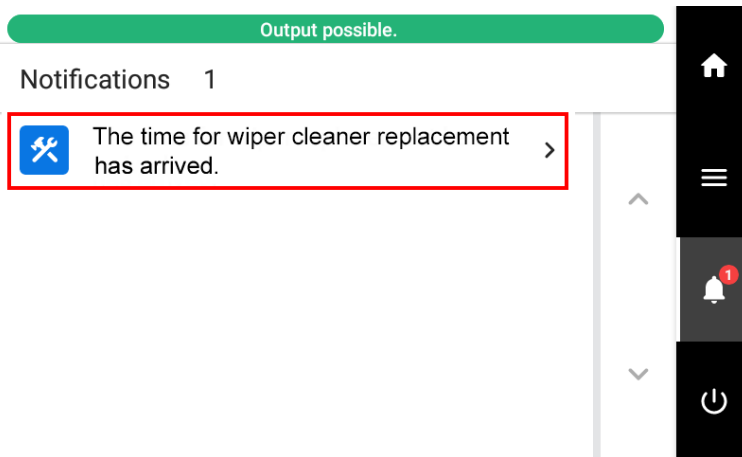 Output possible.
Notifications 1
The time for wiper cleaner replacement
has arrived.
1